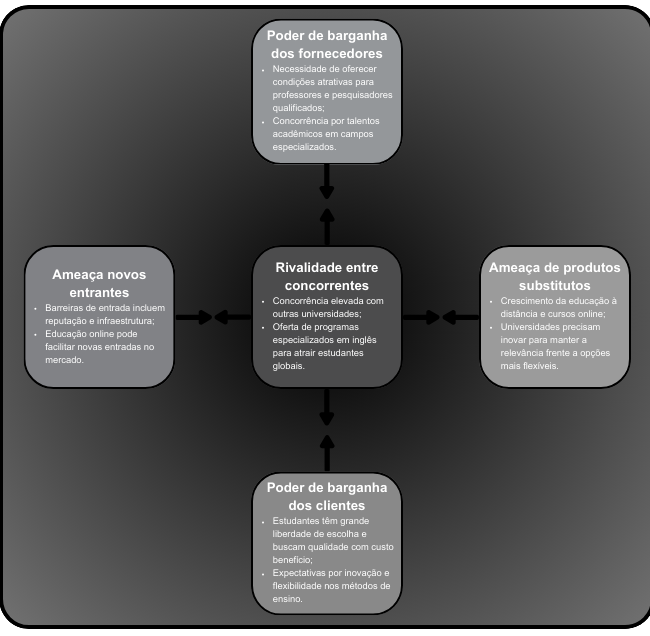 Poder de barganha
dos fornecedores
• Necessidade de oferecer
condições atrativas para
professores e pesquisadores
qualificados;
• Concorrência por talentos
acadêmicos em campos
especializados.
Ameaça novos
entrantes
• Barreiras de entrada incluem
reputação e infraestrutura;
• Educação online pode
facilitar novas entradas no
mercado.
Rivalidade entre
concorrentes
• Concorrência elevada com
outras universidades;
• Oferta de programas
especializados em inglês
para atrair estudantes
globais.
Ameaça de produtos
substitutos
• Crescimento da educação à
distância e cursos online;
• Universidades precisam
inovar para manter a
relevância frente a opções
mais flexíveis.
Poder de barganha
dos clientes
• Estudantes têm grande
liberdade de escolha e
buscam qualidade com custo
benefício;
• Expectativas por inovação e
flexibilidade nos métodos de
ensino.